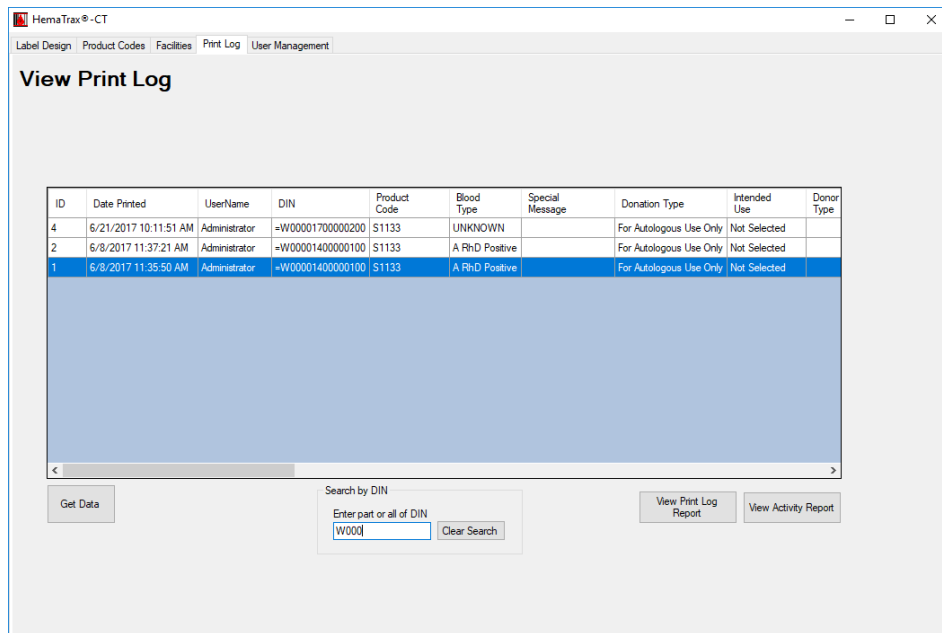 HemaTrax®-CT
Label Design Product Codes Facilities Print Log User Management
View Print Log
ID Date Printed UserName DIN Product Code Blood Type Special Message Donation Type Intended Use Donor Type
4 6/21/2017 10:11:51 AM Administrator =W00001700000200 S1133 UNKNOWN For Autologous Use Only Not Selected
2 6/8/2017 11:37:21 AM Administrator =W00001400000100 S1133 A RhD Positive For Autologous Use Only Not Selected
1 6/8/2017 11:35:50 AM Administrator =W00001400000100 S1133 A RhD Positive For Autologous Use Only Not Selected
Get Data
Search by DIN
Enter part or all of DIN
W000 Clear Search
View Print Log
Report
View Activity Report